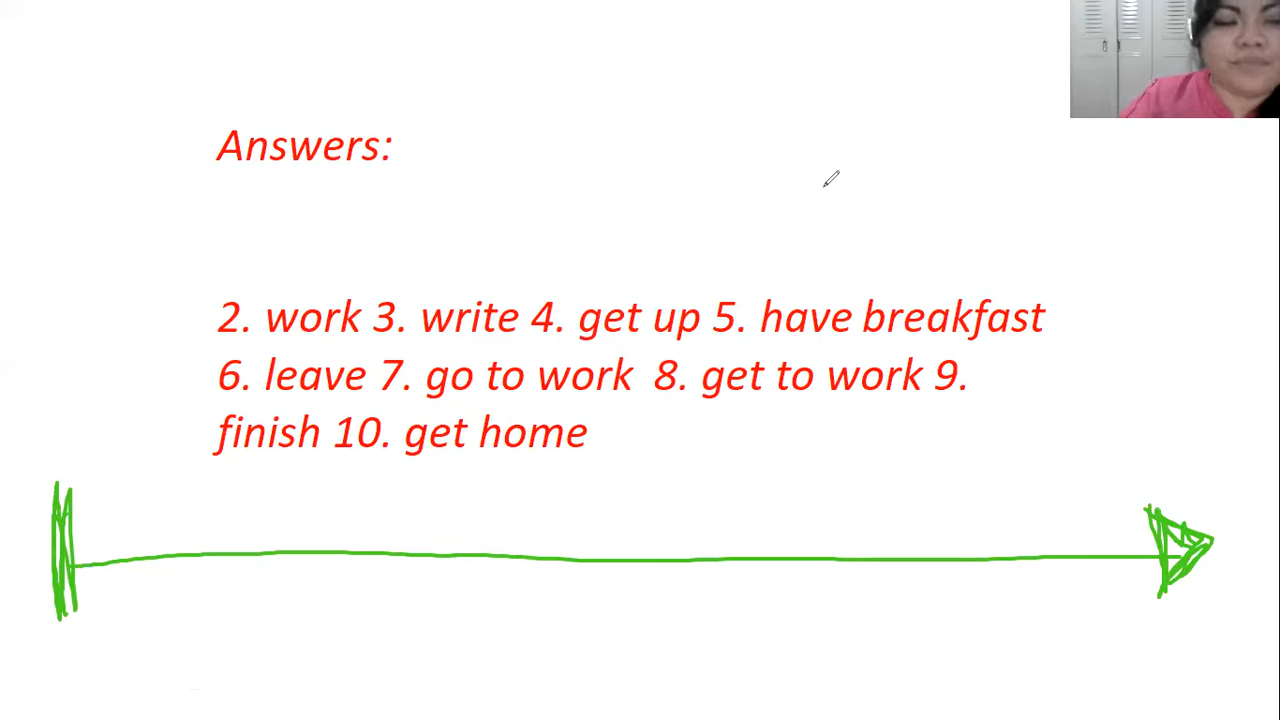 Answers:
2. work 3. write 4. get up 5. have breakfast
6. leave 7. go to work 8. get to work 9.
finish 10. get home